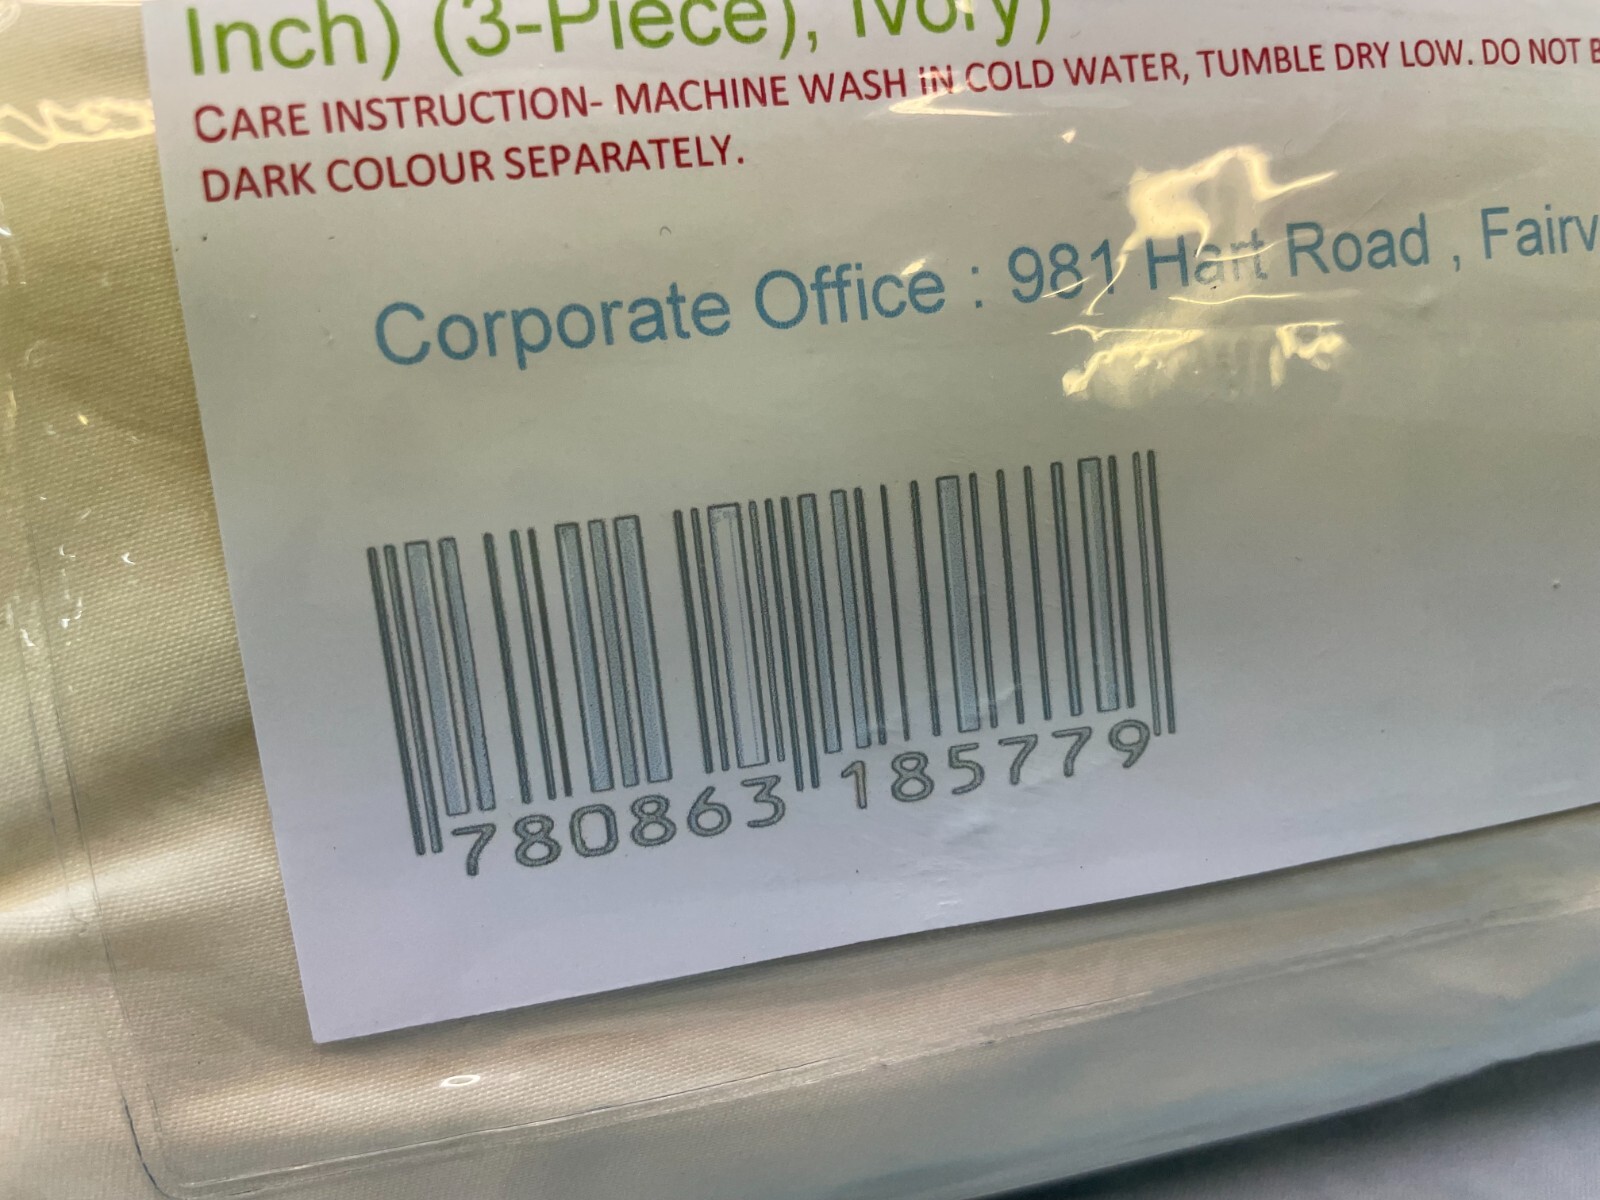 Inch) (3-Piece), Ivory)
CARE INSTRUCTION- MACHINE WASH IN COLD WATER, TUMBLE DRY LOW. DO NOT
DARK COLOUR SEPARATELY.
Corporate Office : 981 Hart Road ,
780863 185779